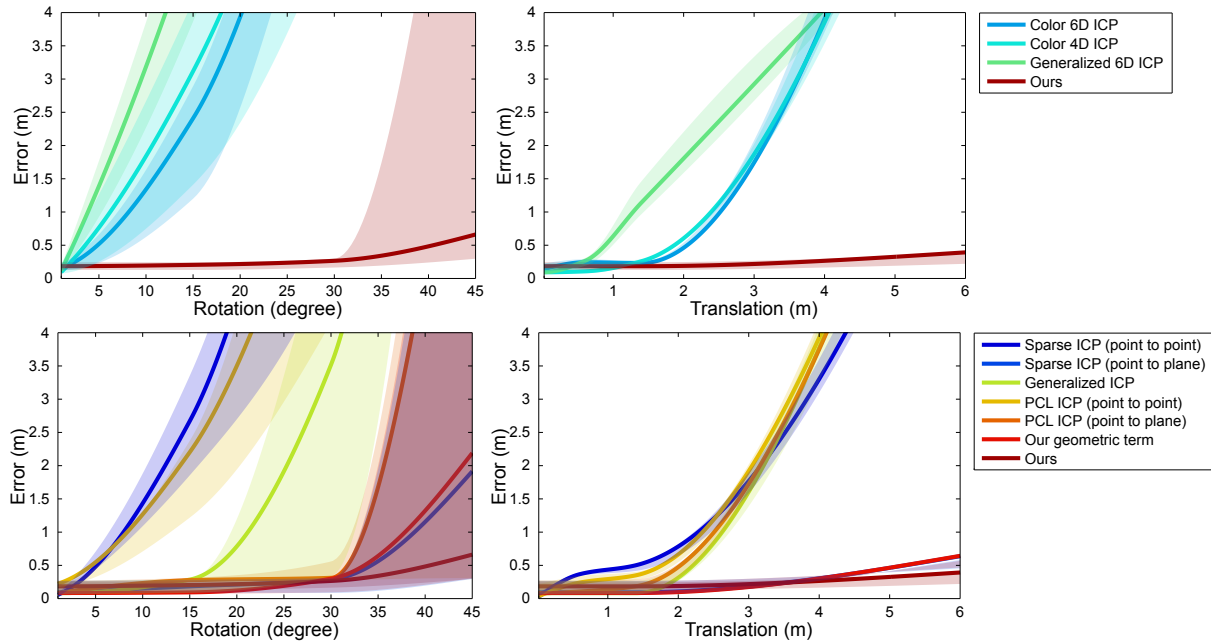 4
3.5
3
2.5
2
1.5
1
0.5
0
5 10 15 20 25 30 35 40 45
Error (m)
Rotation (degree)
4
3.5
3
2.5
2
1.5
1
0.5
0
1 2 3 4 5 6
Error (m)
Translation (m)
Color 6D ICP
Color 4D ICP
Generalized 6D ICP
Ours
4
3.5
3
2.5
2
1.5
1
0.5
0
5 10 15 20 25 30 35 40 45
Error (m)
Rotation (degree)
4
3.5
3
2.5
2
1.5
1
0.5
0
1 2 3 4 5 6
Error (m)
Translation (m)
Sparse ICP (point to point)
Sparse ICP (point to plane)
Generalized ICP
PCL ICP (point to point)
PCL ICP (point to plane)
Our geometric term
Ours